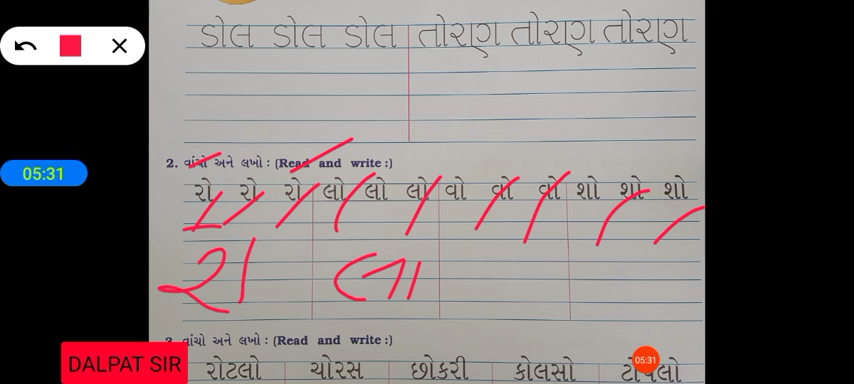 ડોલ ડોલ ડોલ તોરણ તોરણ તોરણ
2. વાંચો અને લખો : (Read and write :)
05:31
રો રો રો લો લો લો વો વો વો શો શો શો
રા લા
3. વાંચો અને લખો : (Read and write :)
DALPAT SIR
05:31
રોટલો ચોરસ છોકરી કોલસો ટોપલો